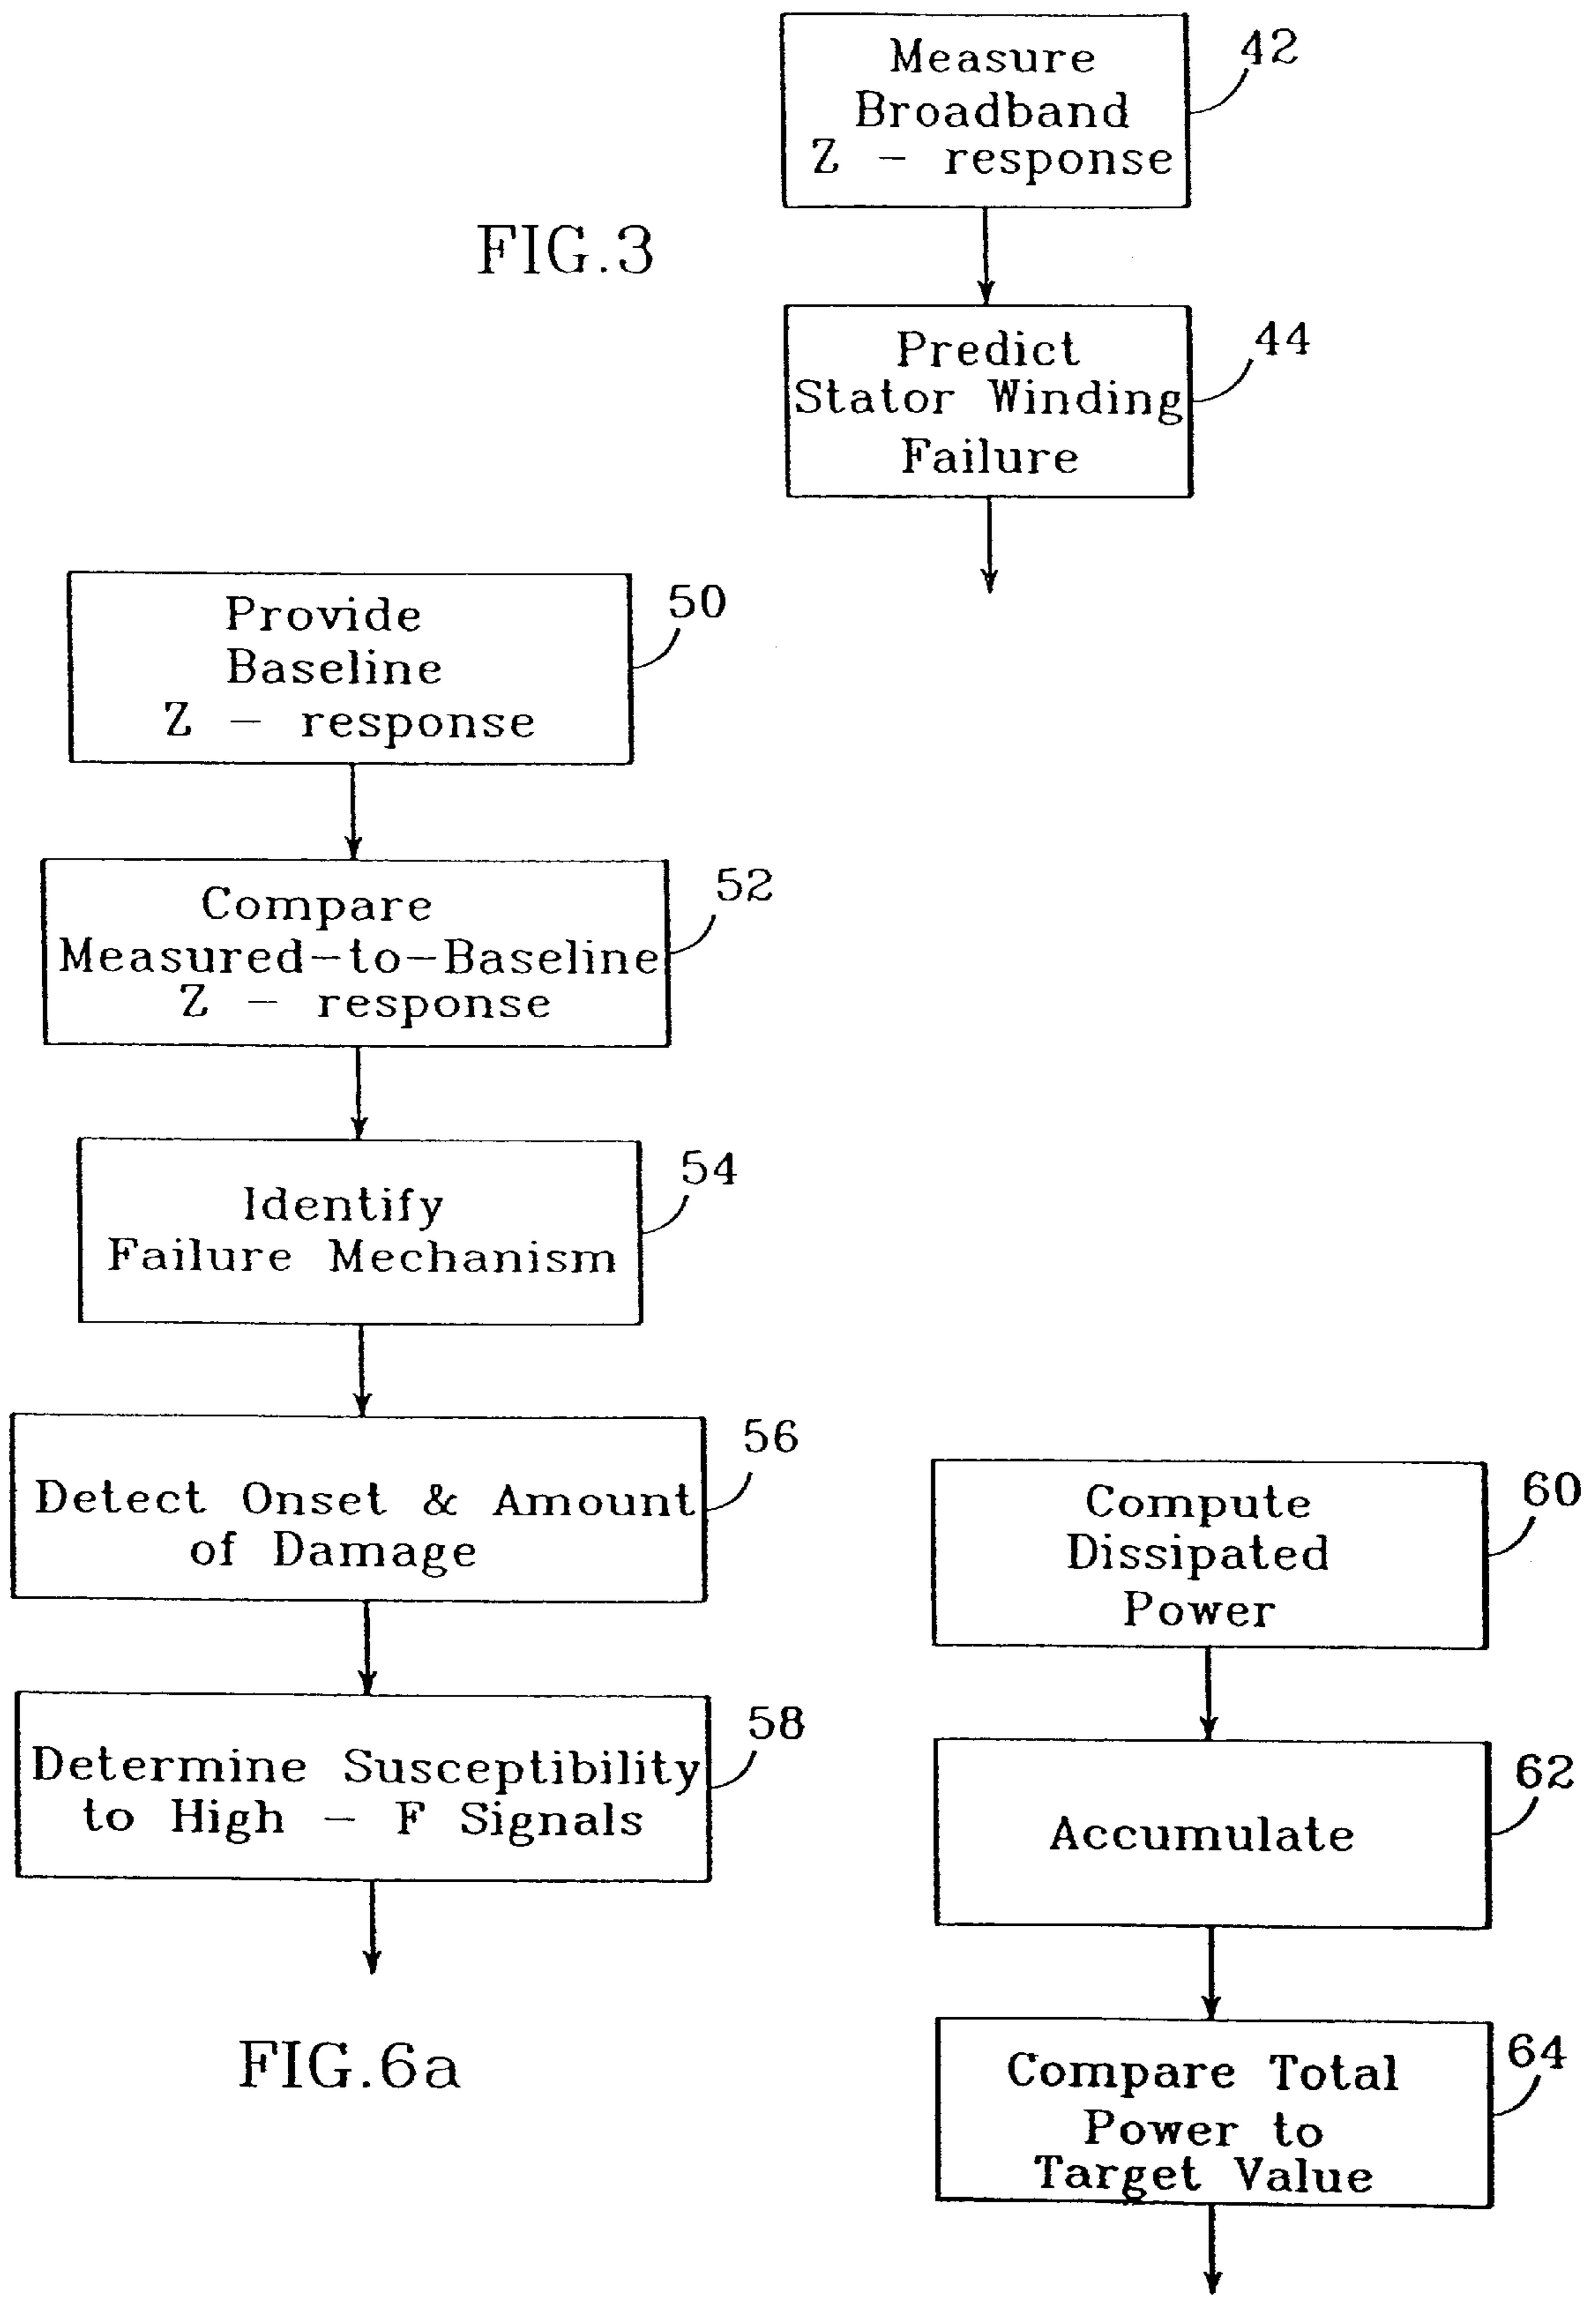 Measure
Broadband
Z - response
42
FIG.3
Predict
Stator Winding
Failure
44
Provide
Baseline
Z - response
50
Compare
Measured-to-Baseline
Z - response
52
Identify
Failure Mechanism
54
Detect Onset & Amount
of Damage
56
Determine Susceptibility
to High - F Signals
58
FIG.6a
Compute
Dissipated
Power
60
Accumulate
62
Compare Total
Power to
Target Value
64